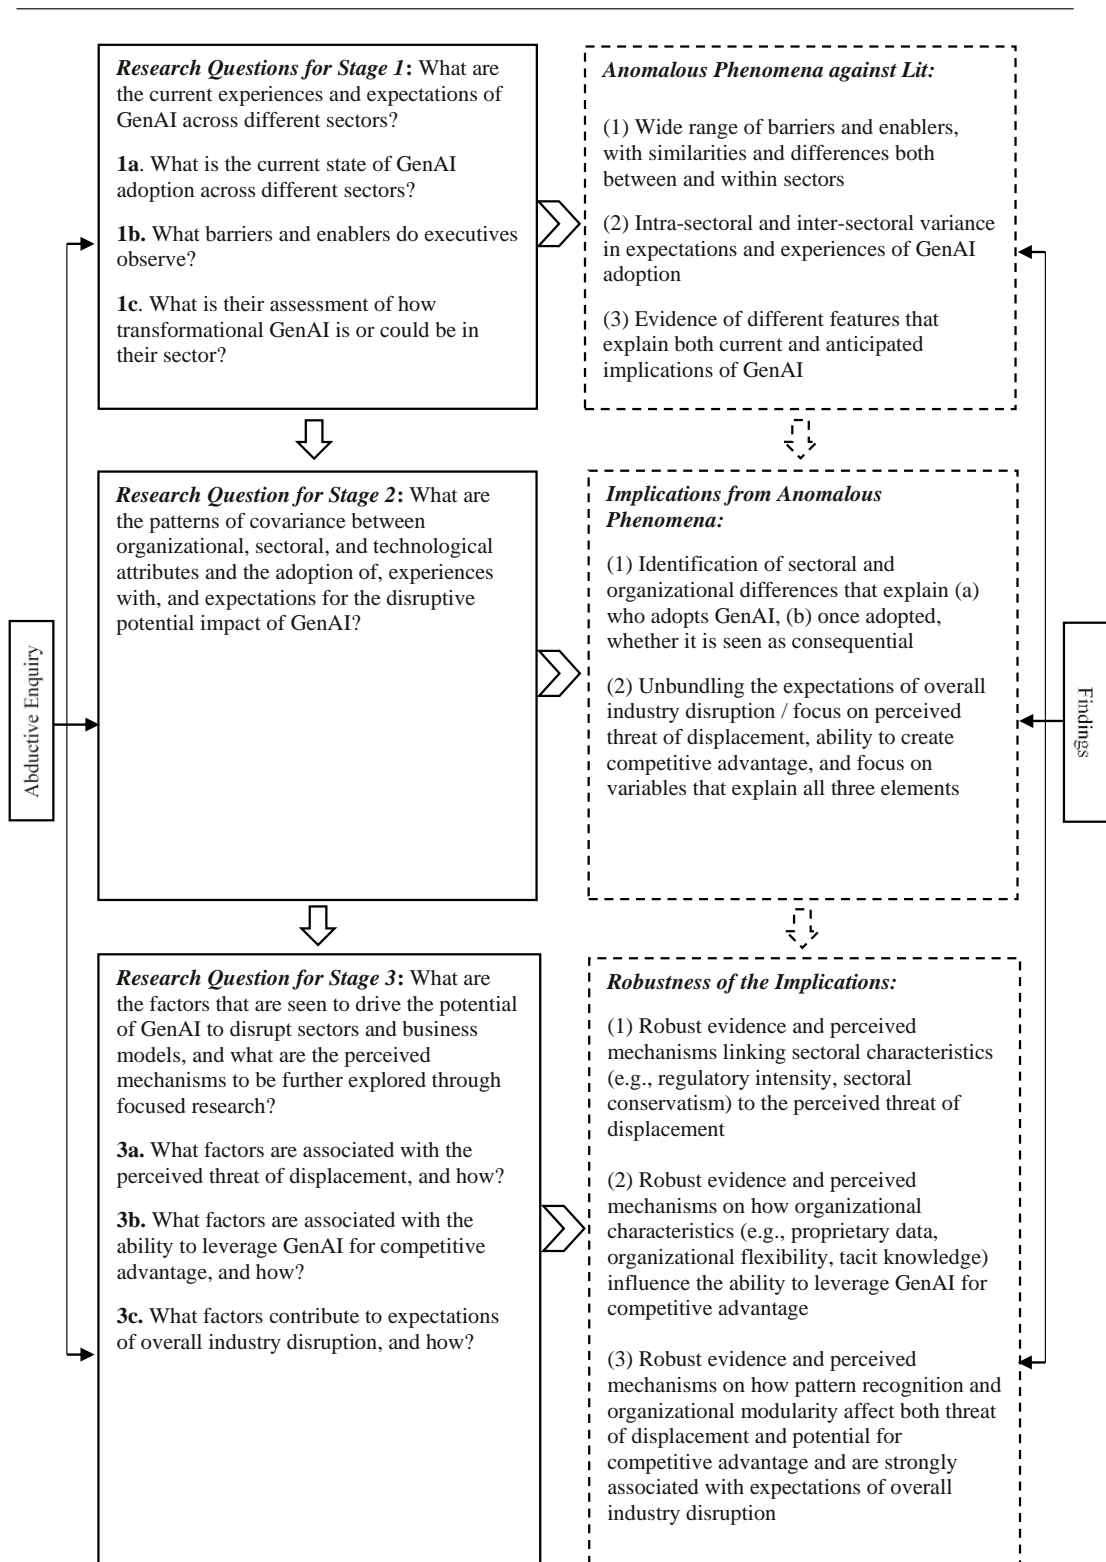 Research Questions for Stage 1: What are
the current experiences and expectations of
GenAI across different sectors?
1a. What is the current state of GenAI
adoption across different sectors?
1b. What barriers and enablers do executives
observe?
1c. What is their assessment of how
transformational GenAI is or could be in
their sector?
Anomalous Phenomena against Lit:
(1) Wide range of barriers and enablers,
with similarities and differences both
between and within sectors
(2) Intra-sectoral and inter-sectoral variance
in expectations and experiences of GenAI
adoption
(3) Evidence of different features that
explain both current and anticipated
implications of GenAI
Abductive Enquiry
Research Question for Stage 2: What are
the patterns of covariance between
organizational, sectoral, and technological
attributes and the adoption of, experiences
with, and expectations for the disruptive
potential impact of GenAI?
Implications from Anomalous
Phenomena:
(1) Identification of sectoral and
organizational differences that explain (a)
who adopts GenAI, (b) once adopted,
whether it is seen as consequential
(2) Unbundling the expectations of overall
industry disruption / focus on perceived
threat of displacement, ability to create
competitive advantage, and focus on
variables that explain all three elements
Findings
Research Question for Stage 3: What are
the factors that are seen to drive the potential
of GenAI to disrupt sectors and business
models, and what are the perceived
mechanisms to be further explored through
focused research?
3a. What factors are associated with the
perceived threat of displacement, and how?
3b. What factors are associated with the
ability to leverage GenAI for competitive
advantage, and how?
3c. What factors contribute to expectations
of overall industry disruption, and how?
Robustness of the Implications:
(1) Robust evidence and perceived
mechanisms linking sectoral characteristics
(e.g., regulatory intensity, sectoral
conservatism) to the perceived threat of
displacement
(2) Robust evidence and perceived
mechanisms on how organizational
characteristics (e.g., proprietary data,
organizational flexibility, tacit knowledge)
influence the ability to leverage GenAI for
competitive advantage
(3) Robust evidence and perceived
mechanisms on how pattern recognition and
organizational modularity affect both threat
of displacement and potential for
competitive advantage and are strongly
associated with expectations of overall
industry disruption